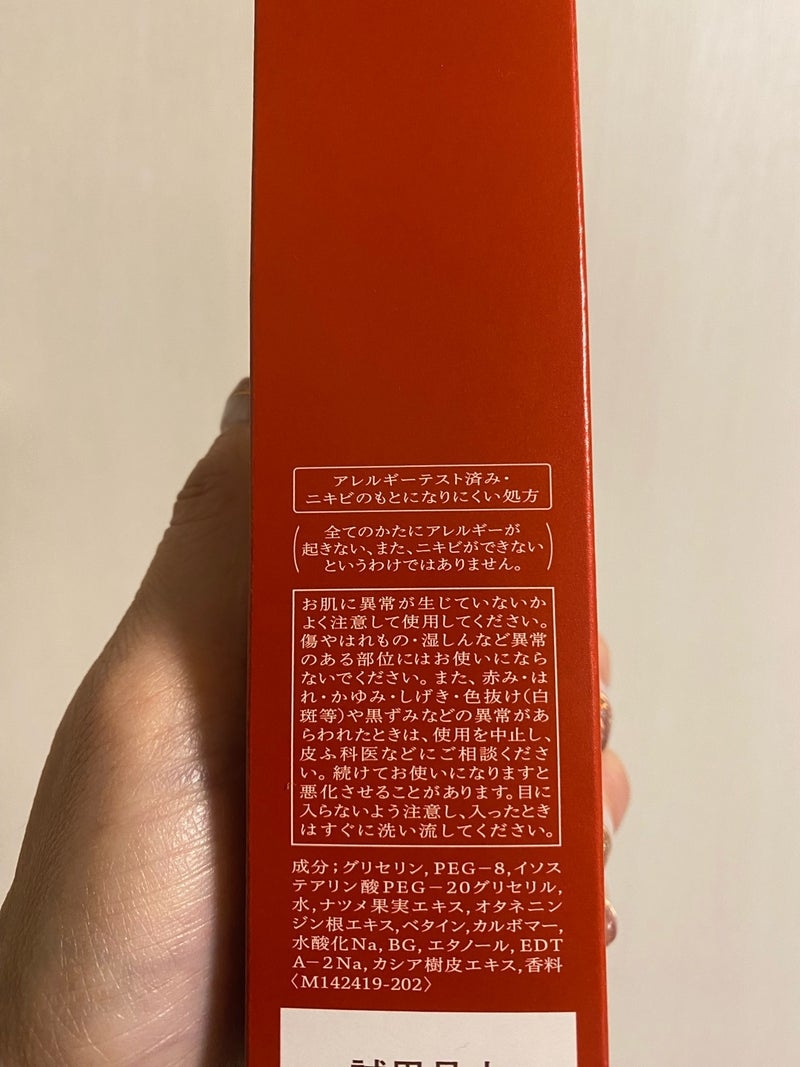 アレルギーテスト済み・
ニキビのもとになりにくい処方
全てのかたにアレルギーが
起きない、また、ニキビができない
というわけではありません。
お肌に異常が生じていないか
よく注意して使用してください。
傷やはれもの・湿しんなど異常
のある部位にはお使いになら
ないでください。また、赤み・は
れ・かゆみ・しげき・色抜け(白
斑等)や黒ずみなどの異常があ
らわれたときは、使用を中止し、
皮ふ科医などにご相談くださ
い。続けてお使いになりますと
悪化させることがあります。目に
入らないよう注意し、入ったとき
はすぐに洗い流してください。
成分;グリセリン,PEG-8,イソス
テアリン酸PEG-20グリセリル,
水,ナツメ果実エキス,オタネニン
ジン根エキス,ベタイン,カルボマー,
水酸化Na,BG,エタノール,EDT
A-2Na,カシア樹皮エキス,香料
〈M142419-202〉